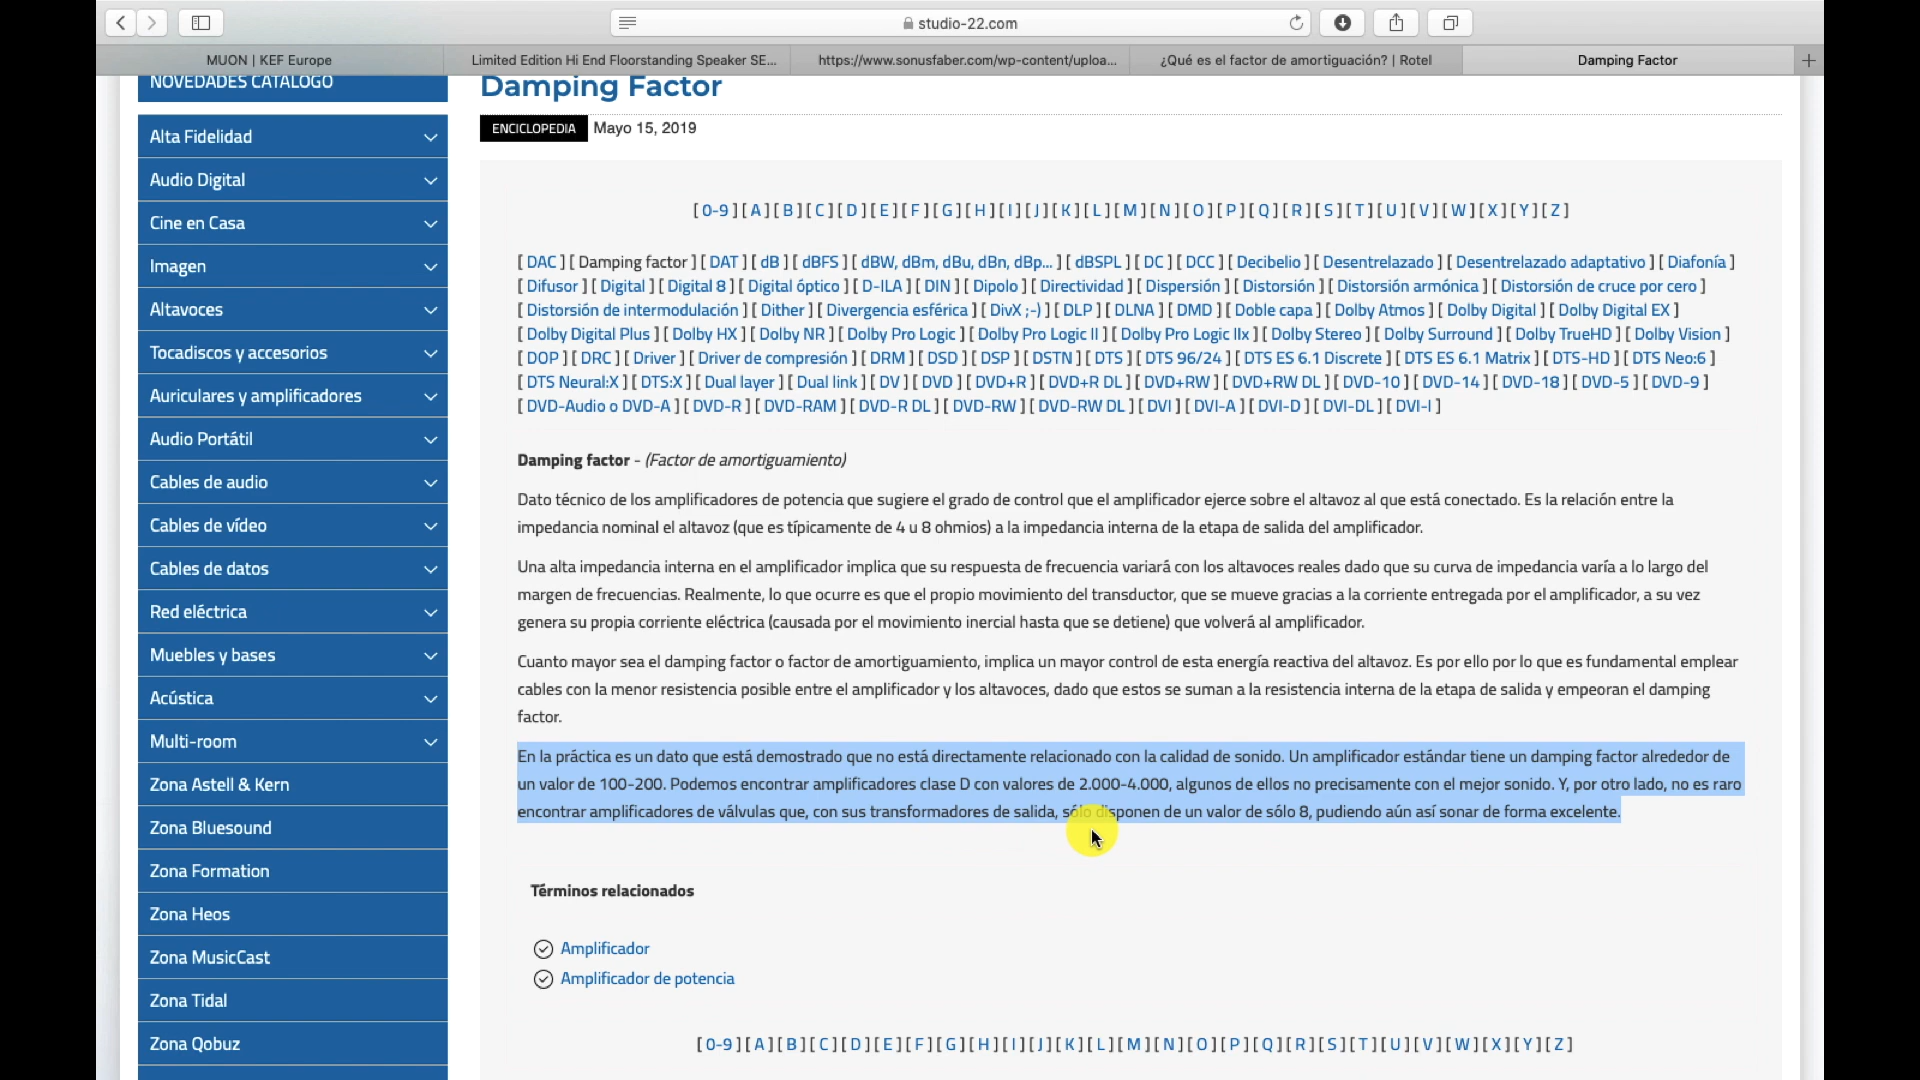 studio-22.com
MUON | KEF Europe
Limited Edition Hi End Floorstanding Speaker SE...
https://www.sonusfaber.com/wp-content/uploa...
¿Qué es el factor de amortiguación? | Rotel
Damping Factor
NOVEDADES CATÁLOGO
Alta Fidelidad
Audio Digital
Cine en Casa
Imagen
Altavoces
Tocadiscos y accesorios
Auriculares y amplificadores
Audio Portátil
Cables de audio
Cables de vídeo
Cables de datos
Red eléctrica
Muebles y bases
Acústica
Multi-room
Zona Astell & Kern
Zona Bluesound
Zona Formation
Zona Heos
Zona MusicCast
Zona Tidal
Zona Qobuz
Damping Factor
ENCICLOPEDIA Mayo 15, 2019
[ 0-9 ] [ A ] [ B ] [ C ] [ D ] [ E ] [ F ] [ G ] [ H ] [ I ] [ J ] [ K ] [ L ] [ M ] [ N ] [ O ] [ P ] [ Q ] [ R ] [ S ] [ T ] [ U ] [ V ] [ W ] [ X ] [ Y ] [ Z ]
[ DAC ] [ Damping factor ] [ DAT ] [ dB ] [ dBFS ] [ dBW, dBm, dBu, dBn, dBp... ] [ dBSPL ] [ DC ] [ DCC ] [ Decibelio ] [ Desentrelazado ] [ Desentrelazado adaptativo ] [ Diafonía ]
[ Difusor ] [ Digital ] [ Digital 8 ] [ Digital óptico ] [ D-ILA ] [ DIN ] [ Dipolo ] [ Directividad ] [ Dispersión ] [ Distorsión ] [ Distorsión armónica ] [ Distorsión de cruce por cero ]
[ Distorsión de intermodulación ] [ Dither ] [ Divergencia esférica ] [ DivX ;-) ] [ DLP ] [ DLNA ] [ DMD ] [ Doble capa ] [ Dolby Atmos ] [ Dolby Digital ] [ Dolby Digital EX ]
[ Dolby Digital Plus ] [ Dolby HX ] [ Dolby NR ] [ Dolby Pro Logic ] [ Dolby Pro Logic II ] [ Dolby Pro Logic IIx ] [ Dolby Stereo ] [ Dolby Surround ] [ Dolby TrueHD ] [ Dolby Vision ]
[ DOP ] [ DRC ] [ Driver ] [ Driver de compresión ] [ DRM ] [ DSD ] [ DSP ] [ DSTN ] [ DTS ] [ DTS 96/24 ] [ DTS ES 6.1 Discrete ] [ DTS ES 6.1 Matrix ] [ DTS-HD ] [ DTS Neo:6 ]
[ DTS Neural:X ] [ DTS:X ] [ Dual layer ] [ Dual link ] [ DV ] [ DVD ] [ DVD+R ] [ DVD+R DL ] [ DVD+RW ] [ DVD+RW DL ] [ DVD-10 ] [ DVD-14 ] [ DVD-18 ] [ DVD-5 ] [ DVD-9 ]
[ DVD-Audio o DVD-A ] [ DVD-R ] [ DVD-RAM ] [ DVD-R DL ] [ DVD-RW ] [ DVD-RW DL ] [ DVI ] [ DVI-A ] [ DVI-D ] [ DVI-DL ] [ DVI-I ]
Damping factor - (Factor de amortiguamiento)
Dato técnico de los amplificadores de potencia que sugiere el grado de control que el amplificador ejerce sobre el altavoz al que está conectado. Es la relación entre la
impedancia nominal el altavoz (que es típicamente de 4 u 8 ohmios) a la impedancia interna de la etapa de salida del amplificador.
Una alta impedancia interna en el amplificador implica que su respuesta de frecuencia variará con los altavoces reales dado que su curva de impedancia varía a lo largo del
margen de frecuencias. Realmente, lo que ocurre es que el propio movimiento del transductor, que se mueve gracias a la corriente entregada por el amplificador, a su vez
genera su propia corriente eléctrica (causada por el movimiento inercial hasta que se detiene) que volverá al amplificador.
Cuanto mayor sea el damping factor o factor de amortiguamiento, implica un mayor control de esta energía reactiva del altavoz. Es por ello por lo que es fundamental emplear
cables con la menor resistencia posible entre el amplificador y los altavoces, dado que estos se suman a la resistencia interna de la etapa de salida y empeoran el damping
factor.
En la práctica es un dato que está demostrado que no está directamente relacionado con la calidad de sonido. Un amplificador estándar tiene un damping factor alrededor de
un valor de 100-200. Podemos encontrar amplificadores clase D con valores de 2.000-4.000, algunos de ellos no precisamente con el mejor sonido. Y, por otro lado, no es raro
encontrar amplificadores de válvulas que, con sus transformadores de salida, sólo disponen de un valor de sólo 8, pudiendo aún así sonar de forma excelente.
Términos relacionados
Amplificador
Amplificador de potencia
[ 0-9 ] [ A ] [ B ] [ C ] [ D ] [ E ] [ F ] [ G ] [ H ] [ I ] [ J ] [ K ] [ L ] [ M ] [ N ] [ O ] [ P ] [ Q ] [ R ] [ S ] [ T ] [ U ] [ V ] [ W ] [ X ] [ Y ] [ Z ]